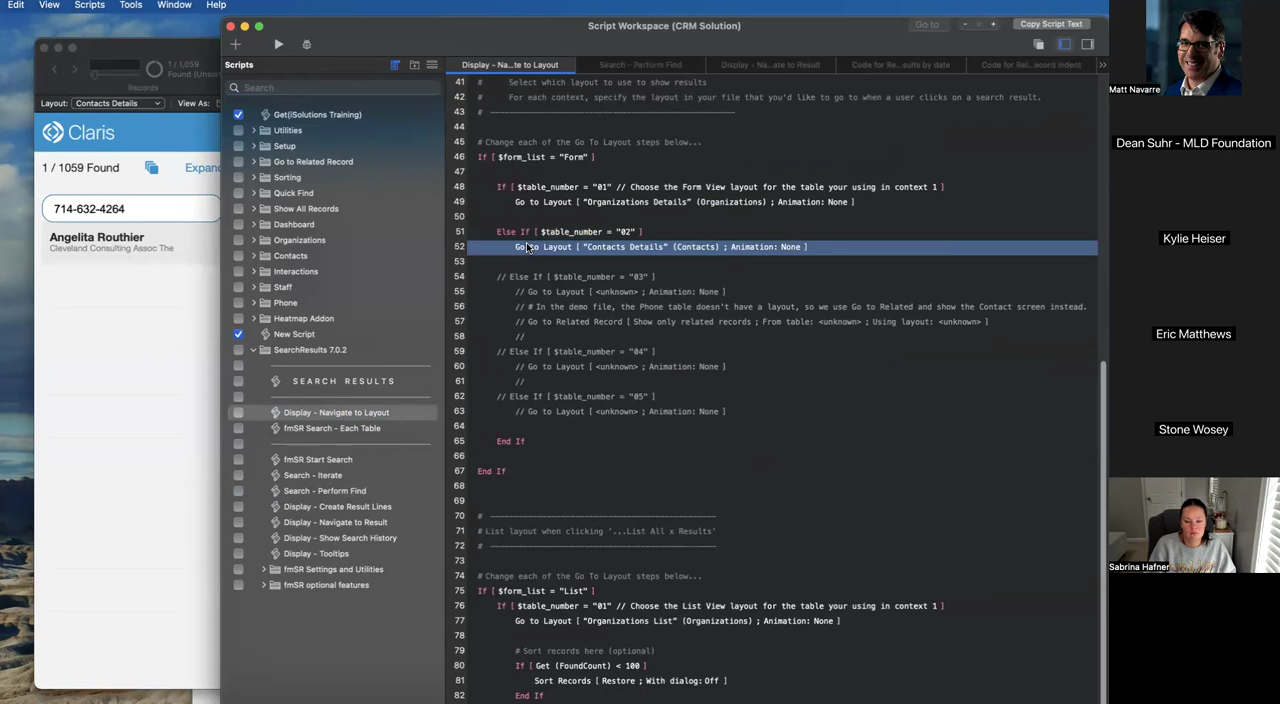 Edit View Scripts Tools Window Help
1 / 1,059
Found (Unsor
Records
Layout: Contacts Details View As:
Claris
1 / 1059 Found Expan
714-632-4264
Angelita Routhier
Cleveland Consulting Assoc The
Script Workspace (CRM Solution)
Go to - ÷ + Copy Script Text
Scripts
Search
Get(iSolutions Training)
Utilities
Setup
Go to Related Record
Sorting
Quick Find
Show All Records
Dashboard
Organizations
Contacts
Interactions
Staff
Phone
Heatmap Addon
New Script
SearchResults 7.0.2
SEARCH RESULTS
Display - Navigate to Layout
fmSR Search - Each Table
fmSR Start Search
Search - Iterate
Search - Perform Find
Display - Create Result Lines
Display - Navigate to Result
Display - Show Search History
Display - Tooltips
fmSR Settings and Utilities
fmSR optional features
Display - Na...te to Layout Search - Perform Find Display - Na...ate to Result Code for Re...sults by date Code for Rel...scord indent »
41 # Select which layout to use to show results
42 # For each context, specify the layout in your file that you'd like to go to when a user clicks on a search result.
43 # ————————————————
44
45 # Change each of the Go To Layout steps below...
46 If [ $form_list = "Form" ]
47
48 If [ $table_number = "01" // Choose the Form View layout for the table your using in context 1 ]
49 Go to Layout [ “Organizations Details” (Organizations) ; Animation: None ]
50
51 Else If [ $table_number = "02" ]
52 Go to Layout [ “Contacts Details” (Contacts) ; Animation: None ]
53
54 // Else If [ $table_number = "03" ]
55 // Go to Layout [ <unknown> ; Animation: None ]
56 // # In the demo file, the Phone table doesn't have a layout, so we use Go to Related and show the Contact screen instead.
57 // Go to Related Record [ Show only related records ; From table: <unknown> ; Using layout: <unknown> ]
58 //
59 // Else If [ $table_number = "04" ]
60 // Go to Layout [ <unknown> ; Animation: None ]
61 //
62 // Else If [ $table_number = "05" ]
63 // Go to Layout [ <unknown> ; Animation: None ]
64
65 End If
66
67 End If
68
69
70 # ————————————————
71 # List layout when clicking '...List All x Results'
72 # ————————————————
73
74 # Change each of the Go To Layout steps below...
75 If [ $form_list = "List" ]
76 If [ $table_number = "01" // Choose the List View layout for the table your using in context 1 ]
77 Go to Layout [ “Organizations List” (Organizations) ; Animation: None ]
78
79 # Sort records here (optional)
80 If [ Get (FoundCount) < 100 ]
81 Sort Records [ Restore ; With dialog: Off ]
82 End If
Matt Navarre
Dean Suhr - MLD Foundation
Kylie Heiser
Eric Matthews
Stone Wosey
Sabrina Hafner